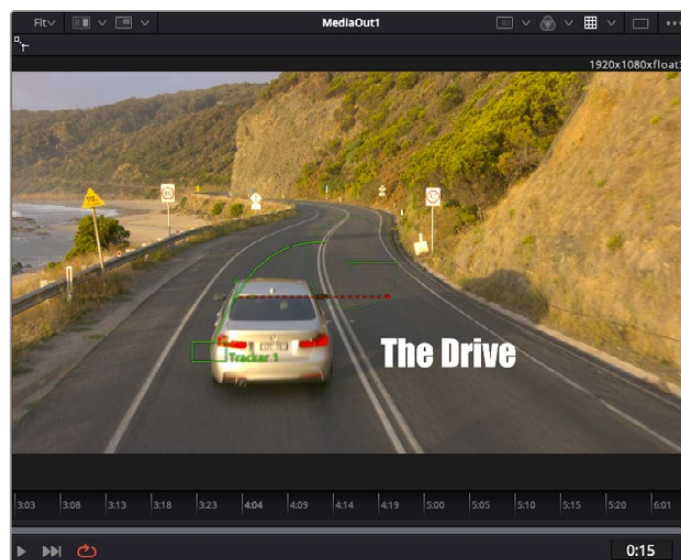 Fit
MediaOut1
1920x1080xfloat3
Tracker 1
The Drive
3:03 3:08 3:13 3:18 3:23 4:04 4:09 4:14 4:19 5:00 5:05 5:10 5:15 5:20 6:01
0:15